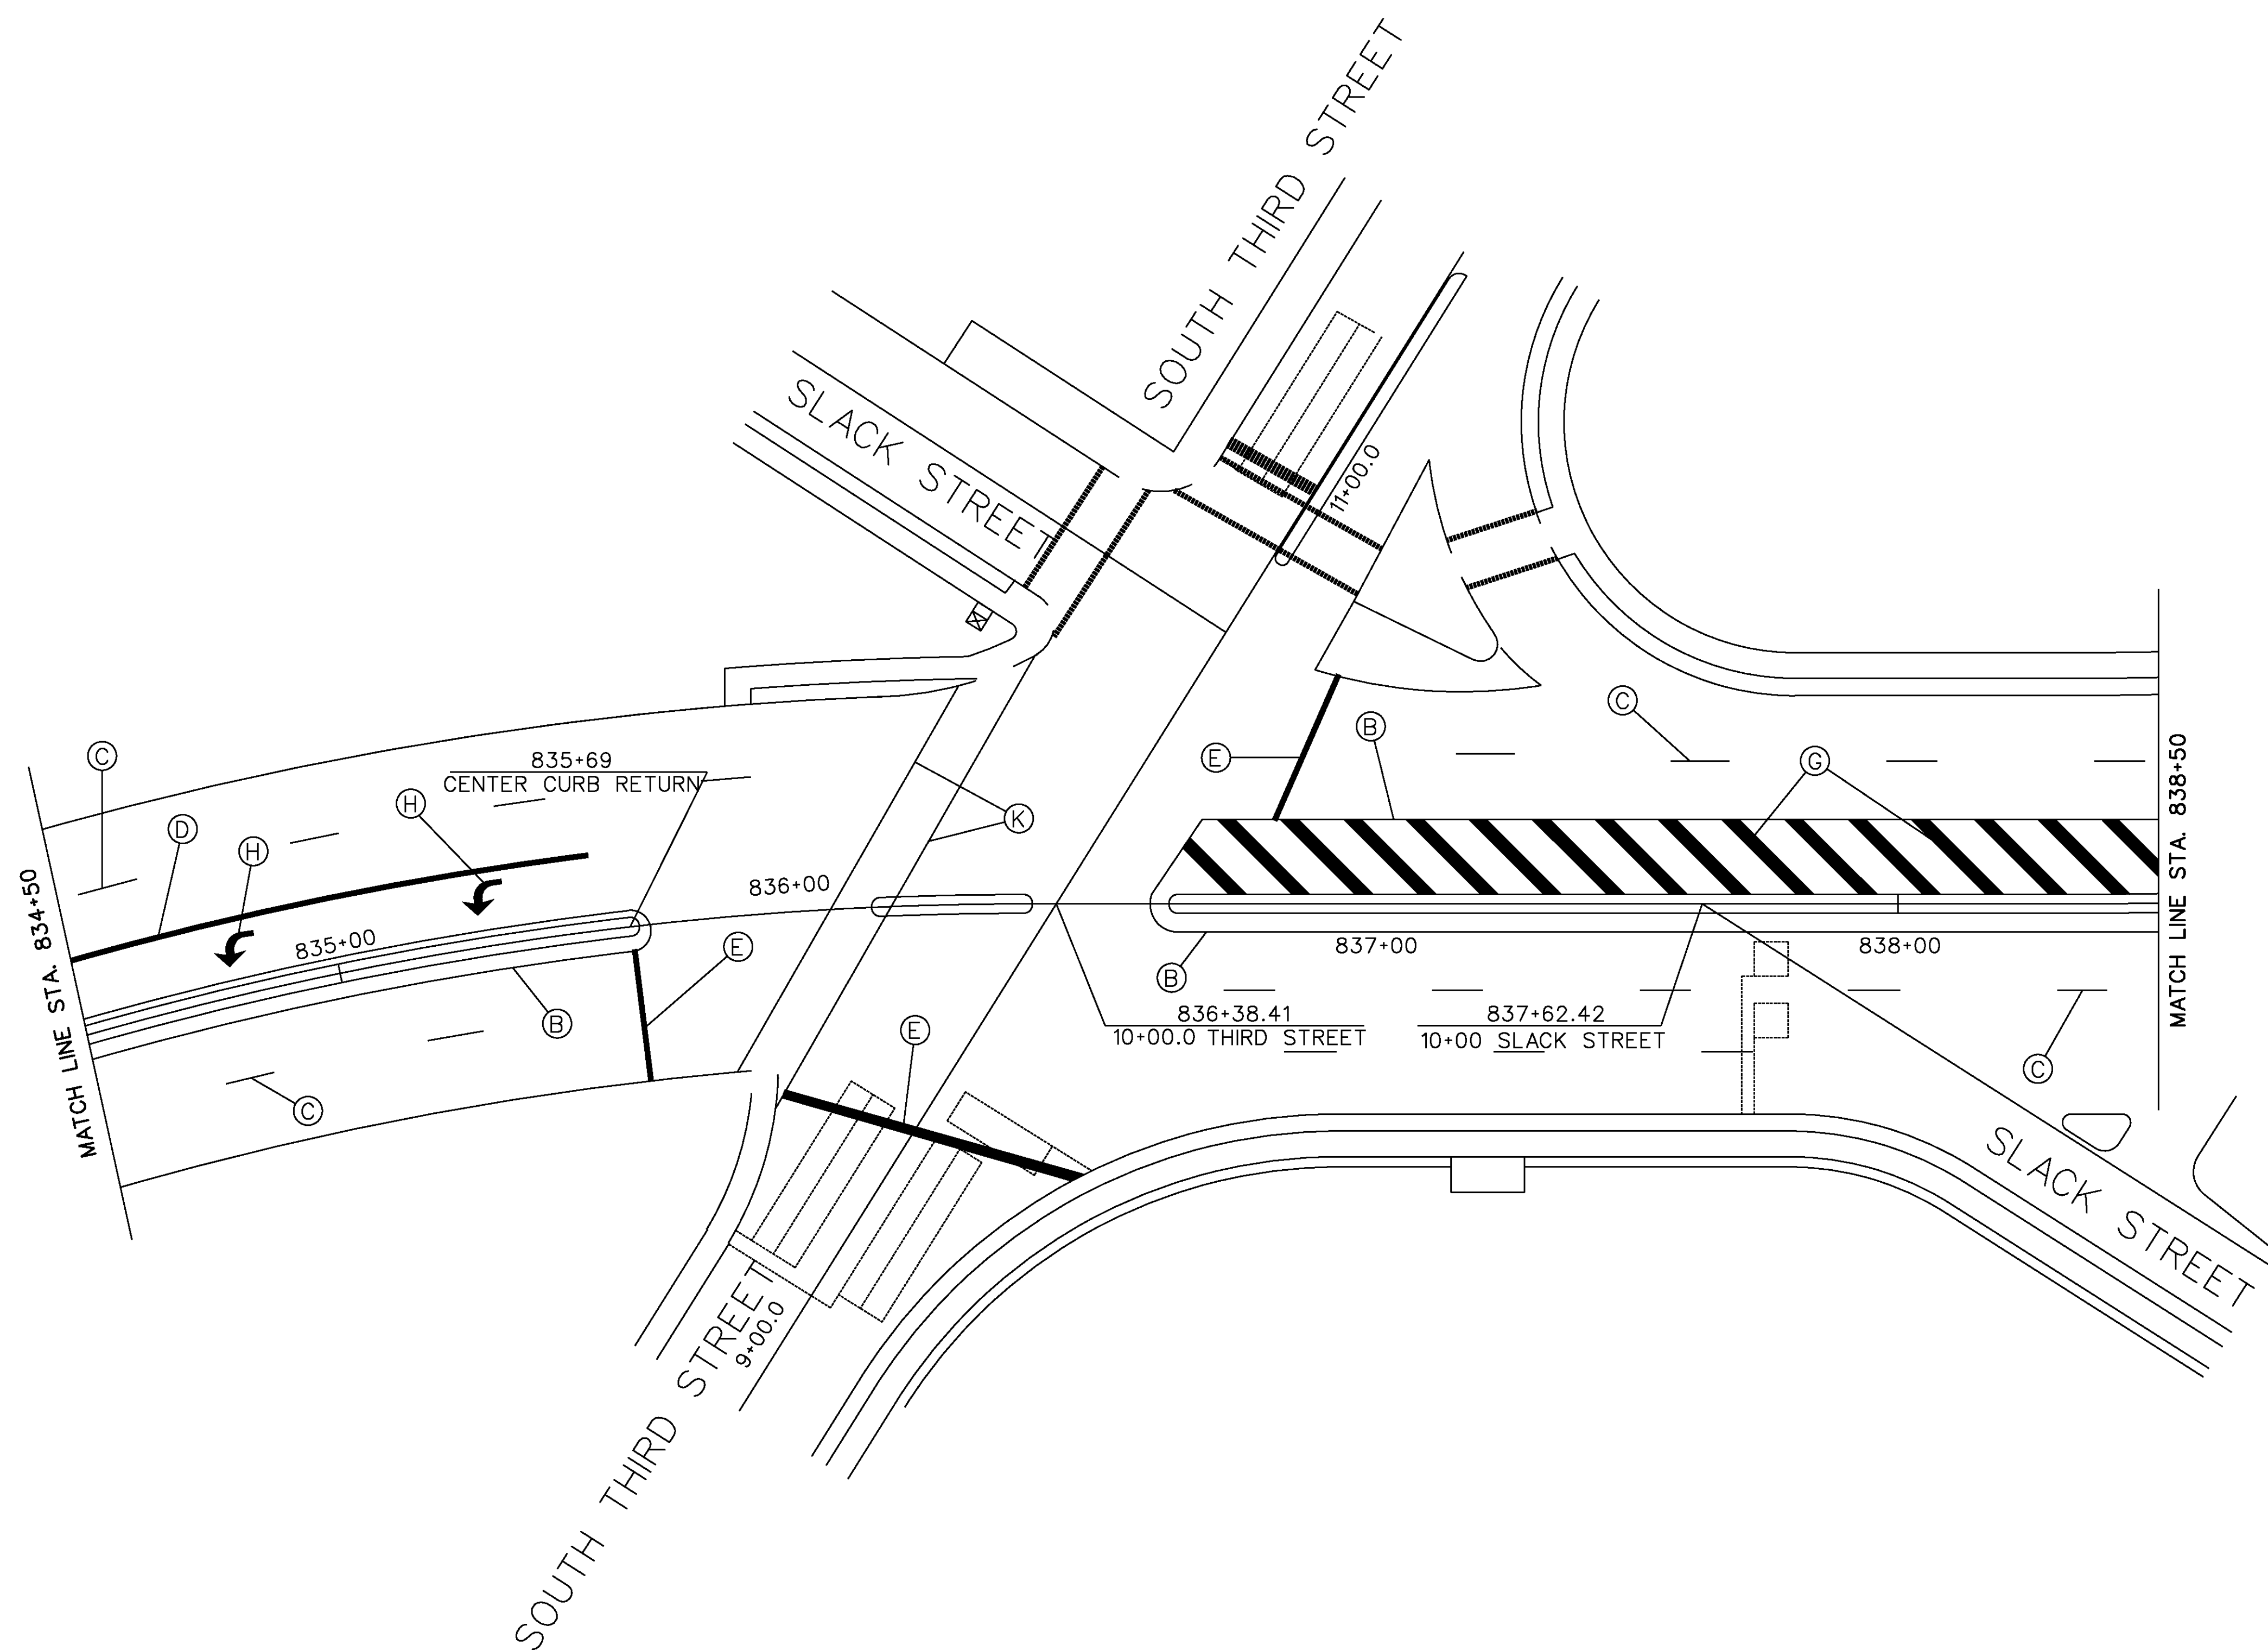 SOUTH THIRD STREET
SLACK STREET
11+00.0
C
B
C
835+69
CENTER CURB RETURN
E
G
H
D
K
H
MATCH LINE STA. 838+50
836+00
MATCH LINE STA. 834+50
835+00
E
837+00
838+00
B
B
836+38.41
10+00.0 THIRD STREET
837+62.42
10+00 SLACK STREET
E
C
C
SLACK STREET
9+00.0
SOUTH THIRD STREET